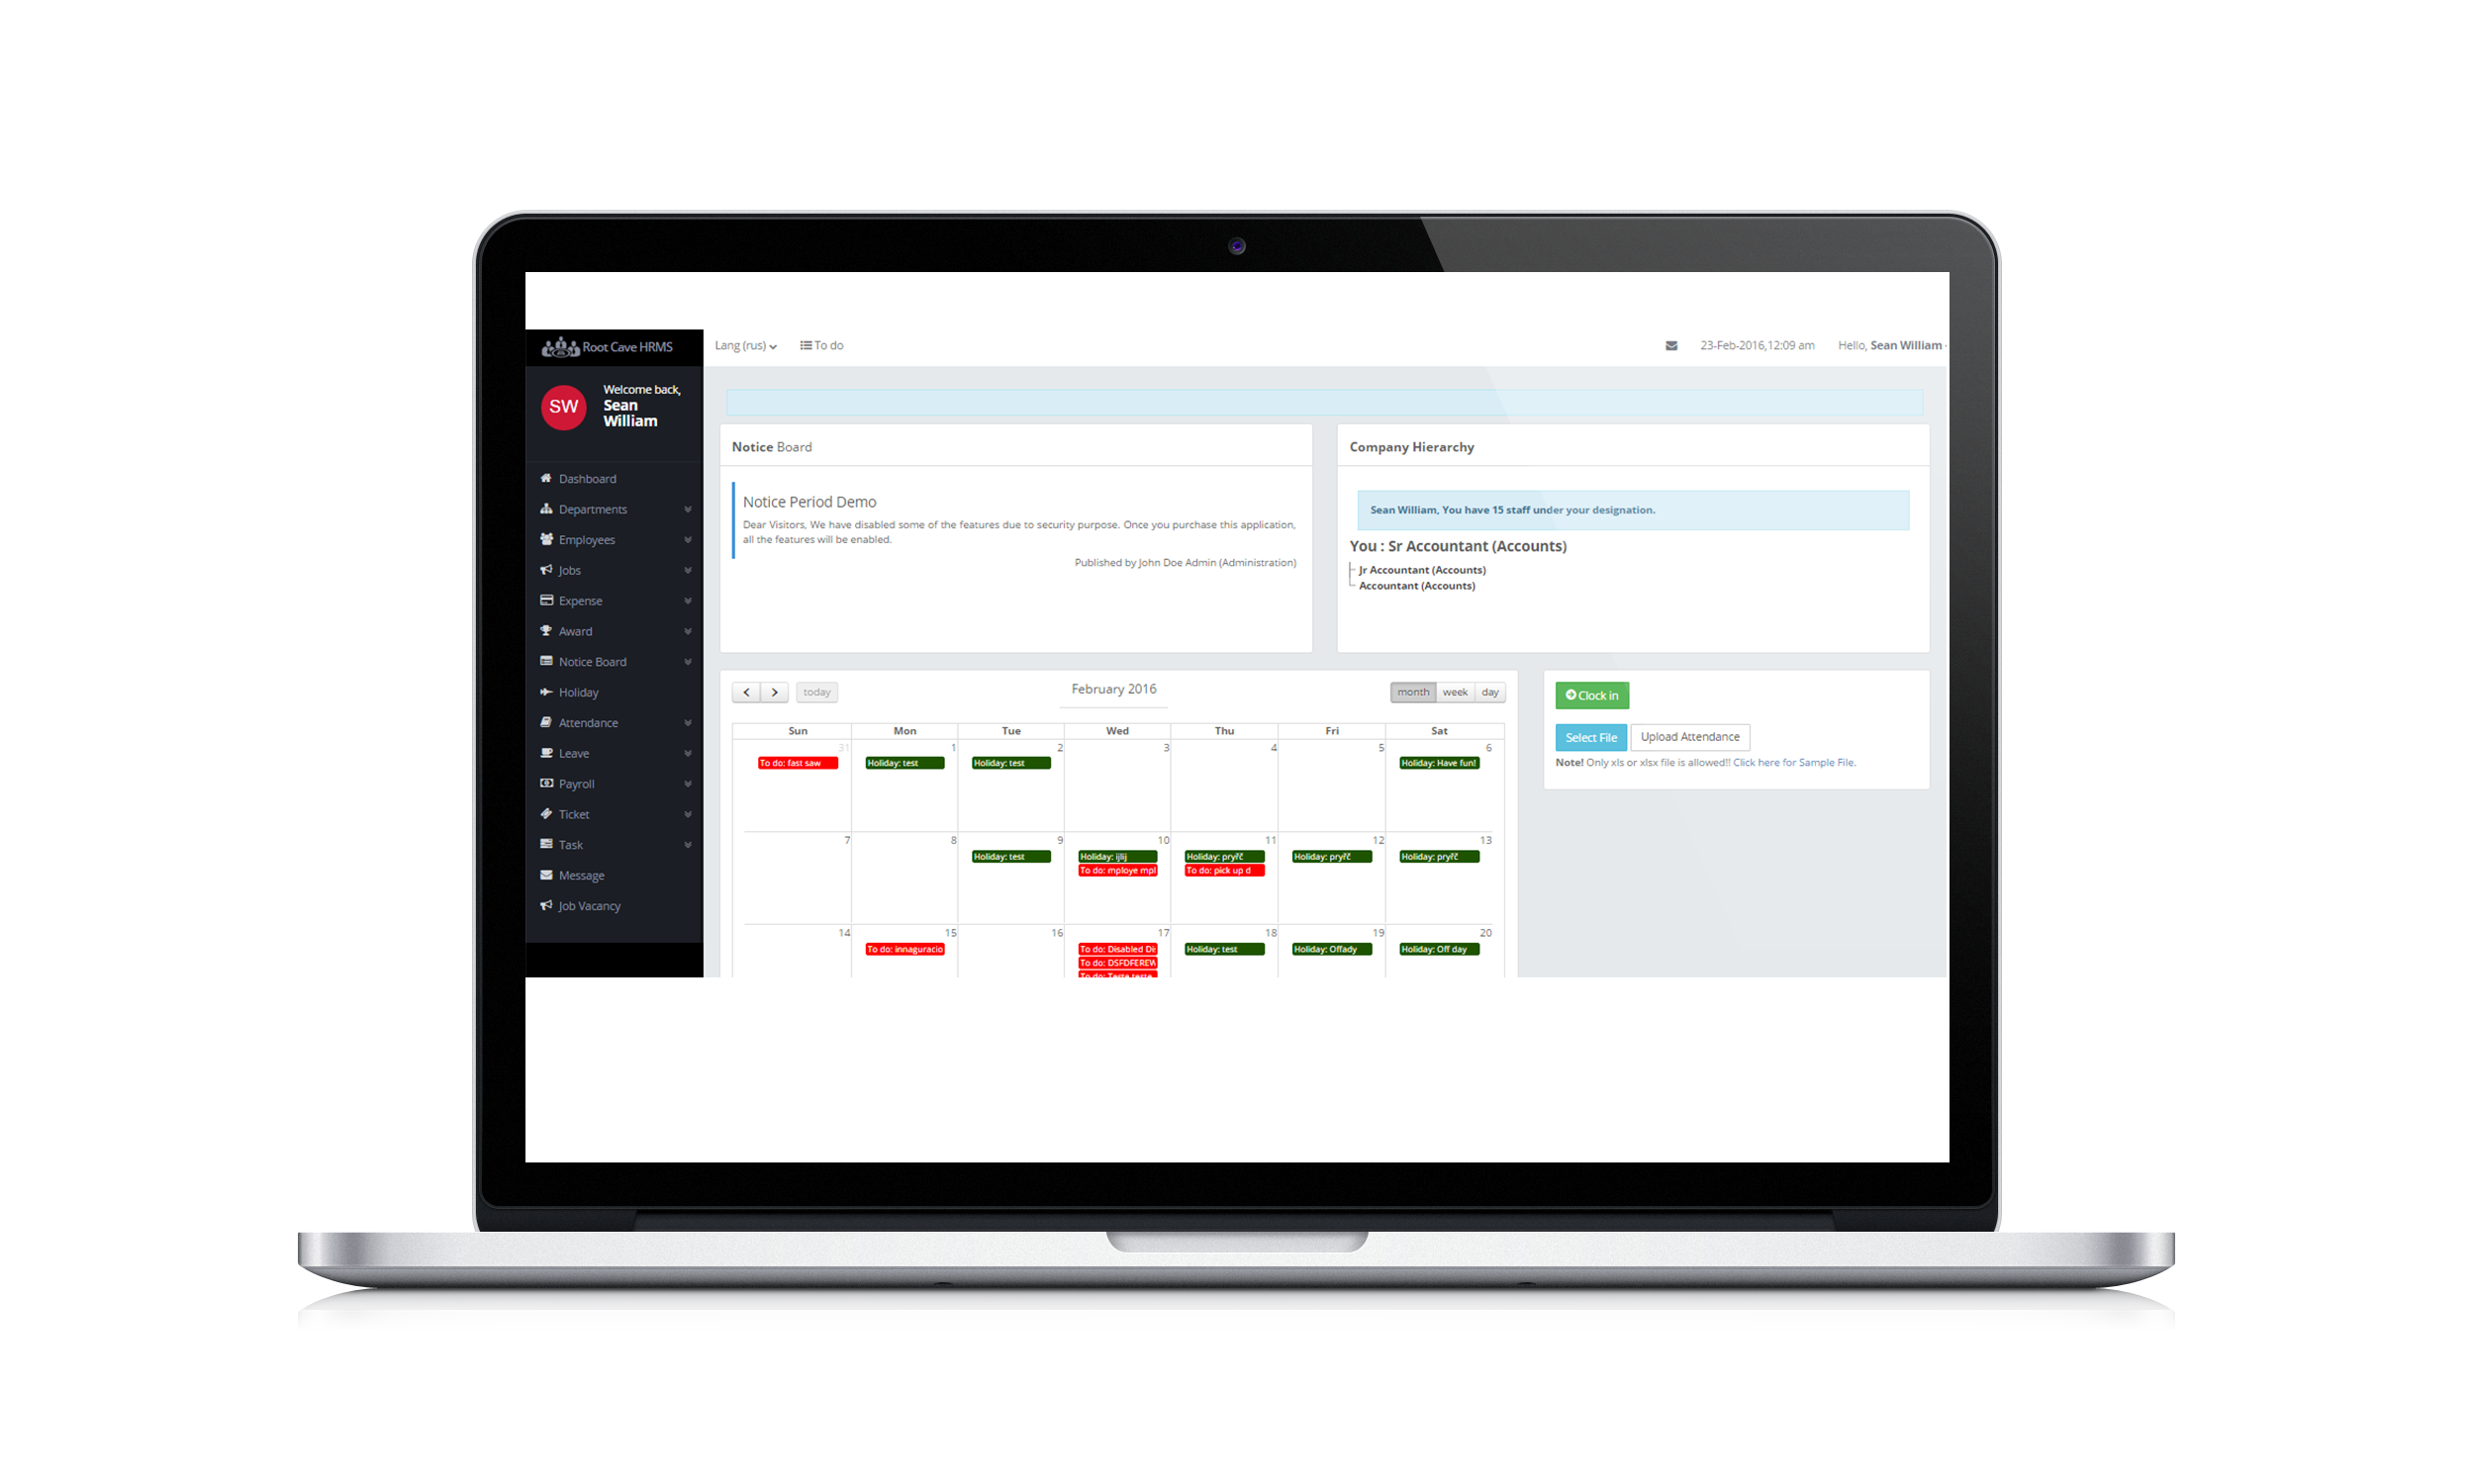 Root Cave HRMS
Lang (rus)
To do
23-Feb-2016,12:09 am
Hello, Sean William
SW
Welcome back,
Sean
William
Dashboard
Departments
Employees
Jobs
Expense
Award
Notice Board
Holiday
Attendance
Leave
Payroll
Ticket
Task
Message
Job Vacancy
Notice Board
Notice Period Demo
Dear Visitors, We have disabled some of the features due to security purpose. Once you purchase this application,
all the features will be enabled.
Published by John Doe Admin (Administration)
Company Hierarchy
Sean William, You have 15 staff under your designation.
You : Sr Accountant (Accounts)
Jr Accountant (Accounts)
Accountant (Accounts)
today
February 2016
month week day
Sun Mon Tue Wed Thu Fri Sat
31 1 2 3 4 5 6
To do: fast saw Holiday: test Holiday: test Holiday: Have fun!
7 8 9 10 11 12 13
Holiday: test Holiday: ijlij Holiday: pryřč Holiday: pryřč Holiday: pryřč
To do: mploye mpl To do: pick up d
14 15 16 17 18 19 20
To do: innaguracio To do: Disabled Di Holiday: test Holiday: Offady Holiday: Off day
To do: DSFDFEREW
To do: Teste teste
Clock in
Select File Upload Attendance
Note! Only xls or xlsx file is allowed!! Click here for Sample File.